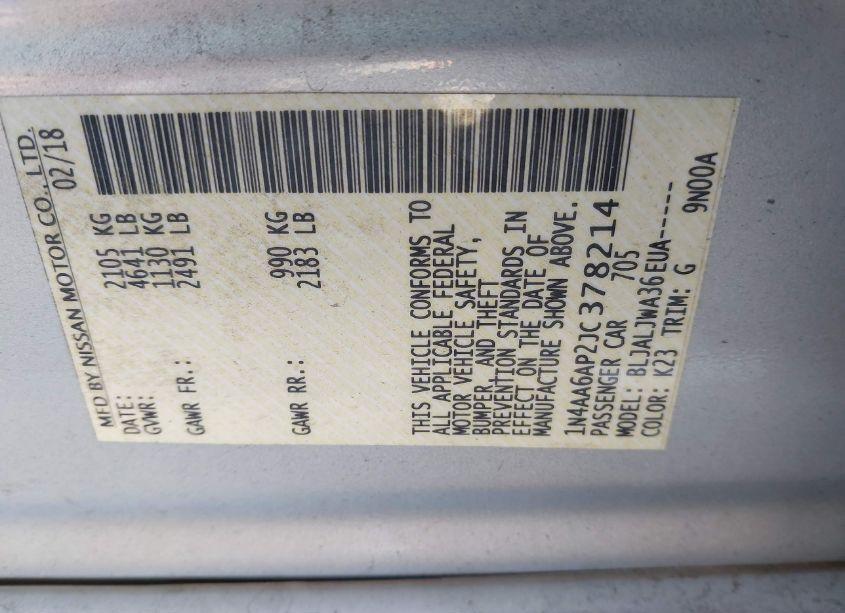 MFD BY NISSAN MOTOR CO., LTD.
DATE: 02/18
GVWR: 2105 KG
4641 LB
GAWR FR.: 1130 KG
2491 LB
GAWR RR.: 990 KG
2183 LB
THIS VEHICLE CONFORMS TO
ALL APPLICABLE FEDERAL
MOTOR VEHICLE SAFETY,
BUMPER, AND THEFT
PREVENTION STANDARDS IN
EFFECT ON THE DATE OF
MANUFACTURE SHOWN ABOVE.
1N4AA6AP2JC378214
PASSENGER CAR 705
MODEL: BLJALJWA36EUA-----
COLOR: K23 TRIM: G 9N00A